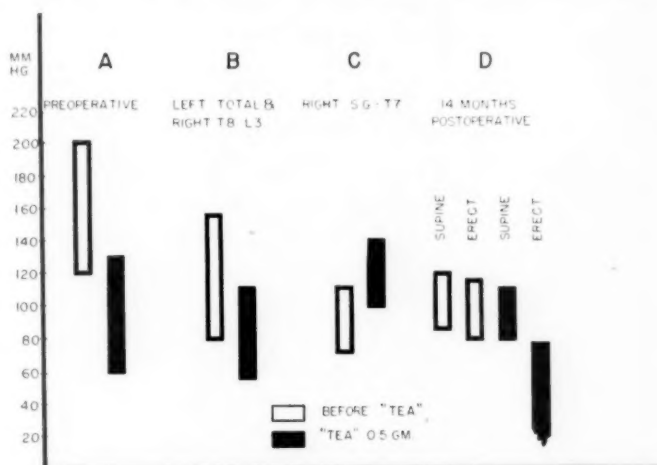 MM
HG
A B C D
PREOPERATIVE
LEFT TOTAL &
RIGHT T8 L3
RIGHT S G - T7
14 MONTHS
POSTOPERATIVE
220
200
180
160
140
120
100
80
60
40
20
SUPINE
ERECT
SUPINE
ERECT
BEFORE "TEA"
"TEA" 0.5 GM